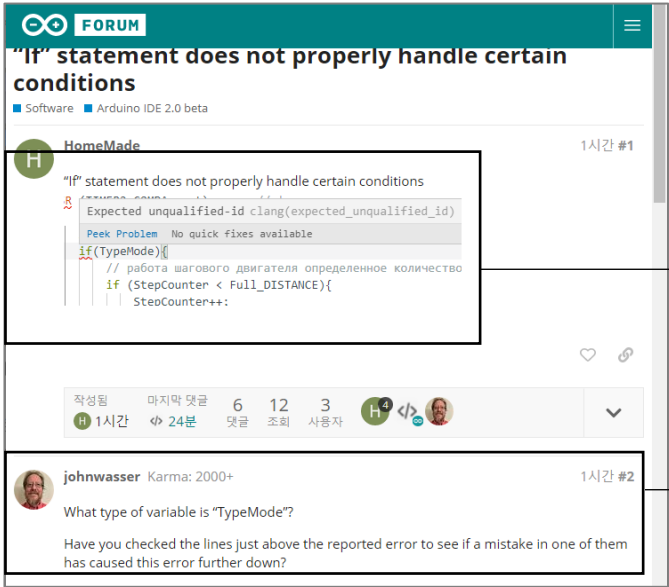 FORUM
"If" statement does not properly handle certain
conditions
Software Arduino IDE 2.0 beta
H
HomeMade 1시간 #1
“If” statement does not properly handle certain conditions
R
Expected unqualified-id clang(expected_unqualified_id)
Peek Problem No quick fixes available
if(TypeMode){
// работа шагового двигателя определенное количество
if (StepCounter < Full_DISTANCE){
StepCounter++;
작성됨 마지막 댓글 6 12 3 H 4
H 1시간 24분 댓글 조회 사용자
johnwasser Karma: 2000+ 1시간 #2
What type of variable is “TypeMode”?
Have you checked the lines just above the reported error to see if a mistake in one of them
has caused this error further down?